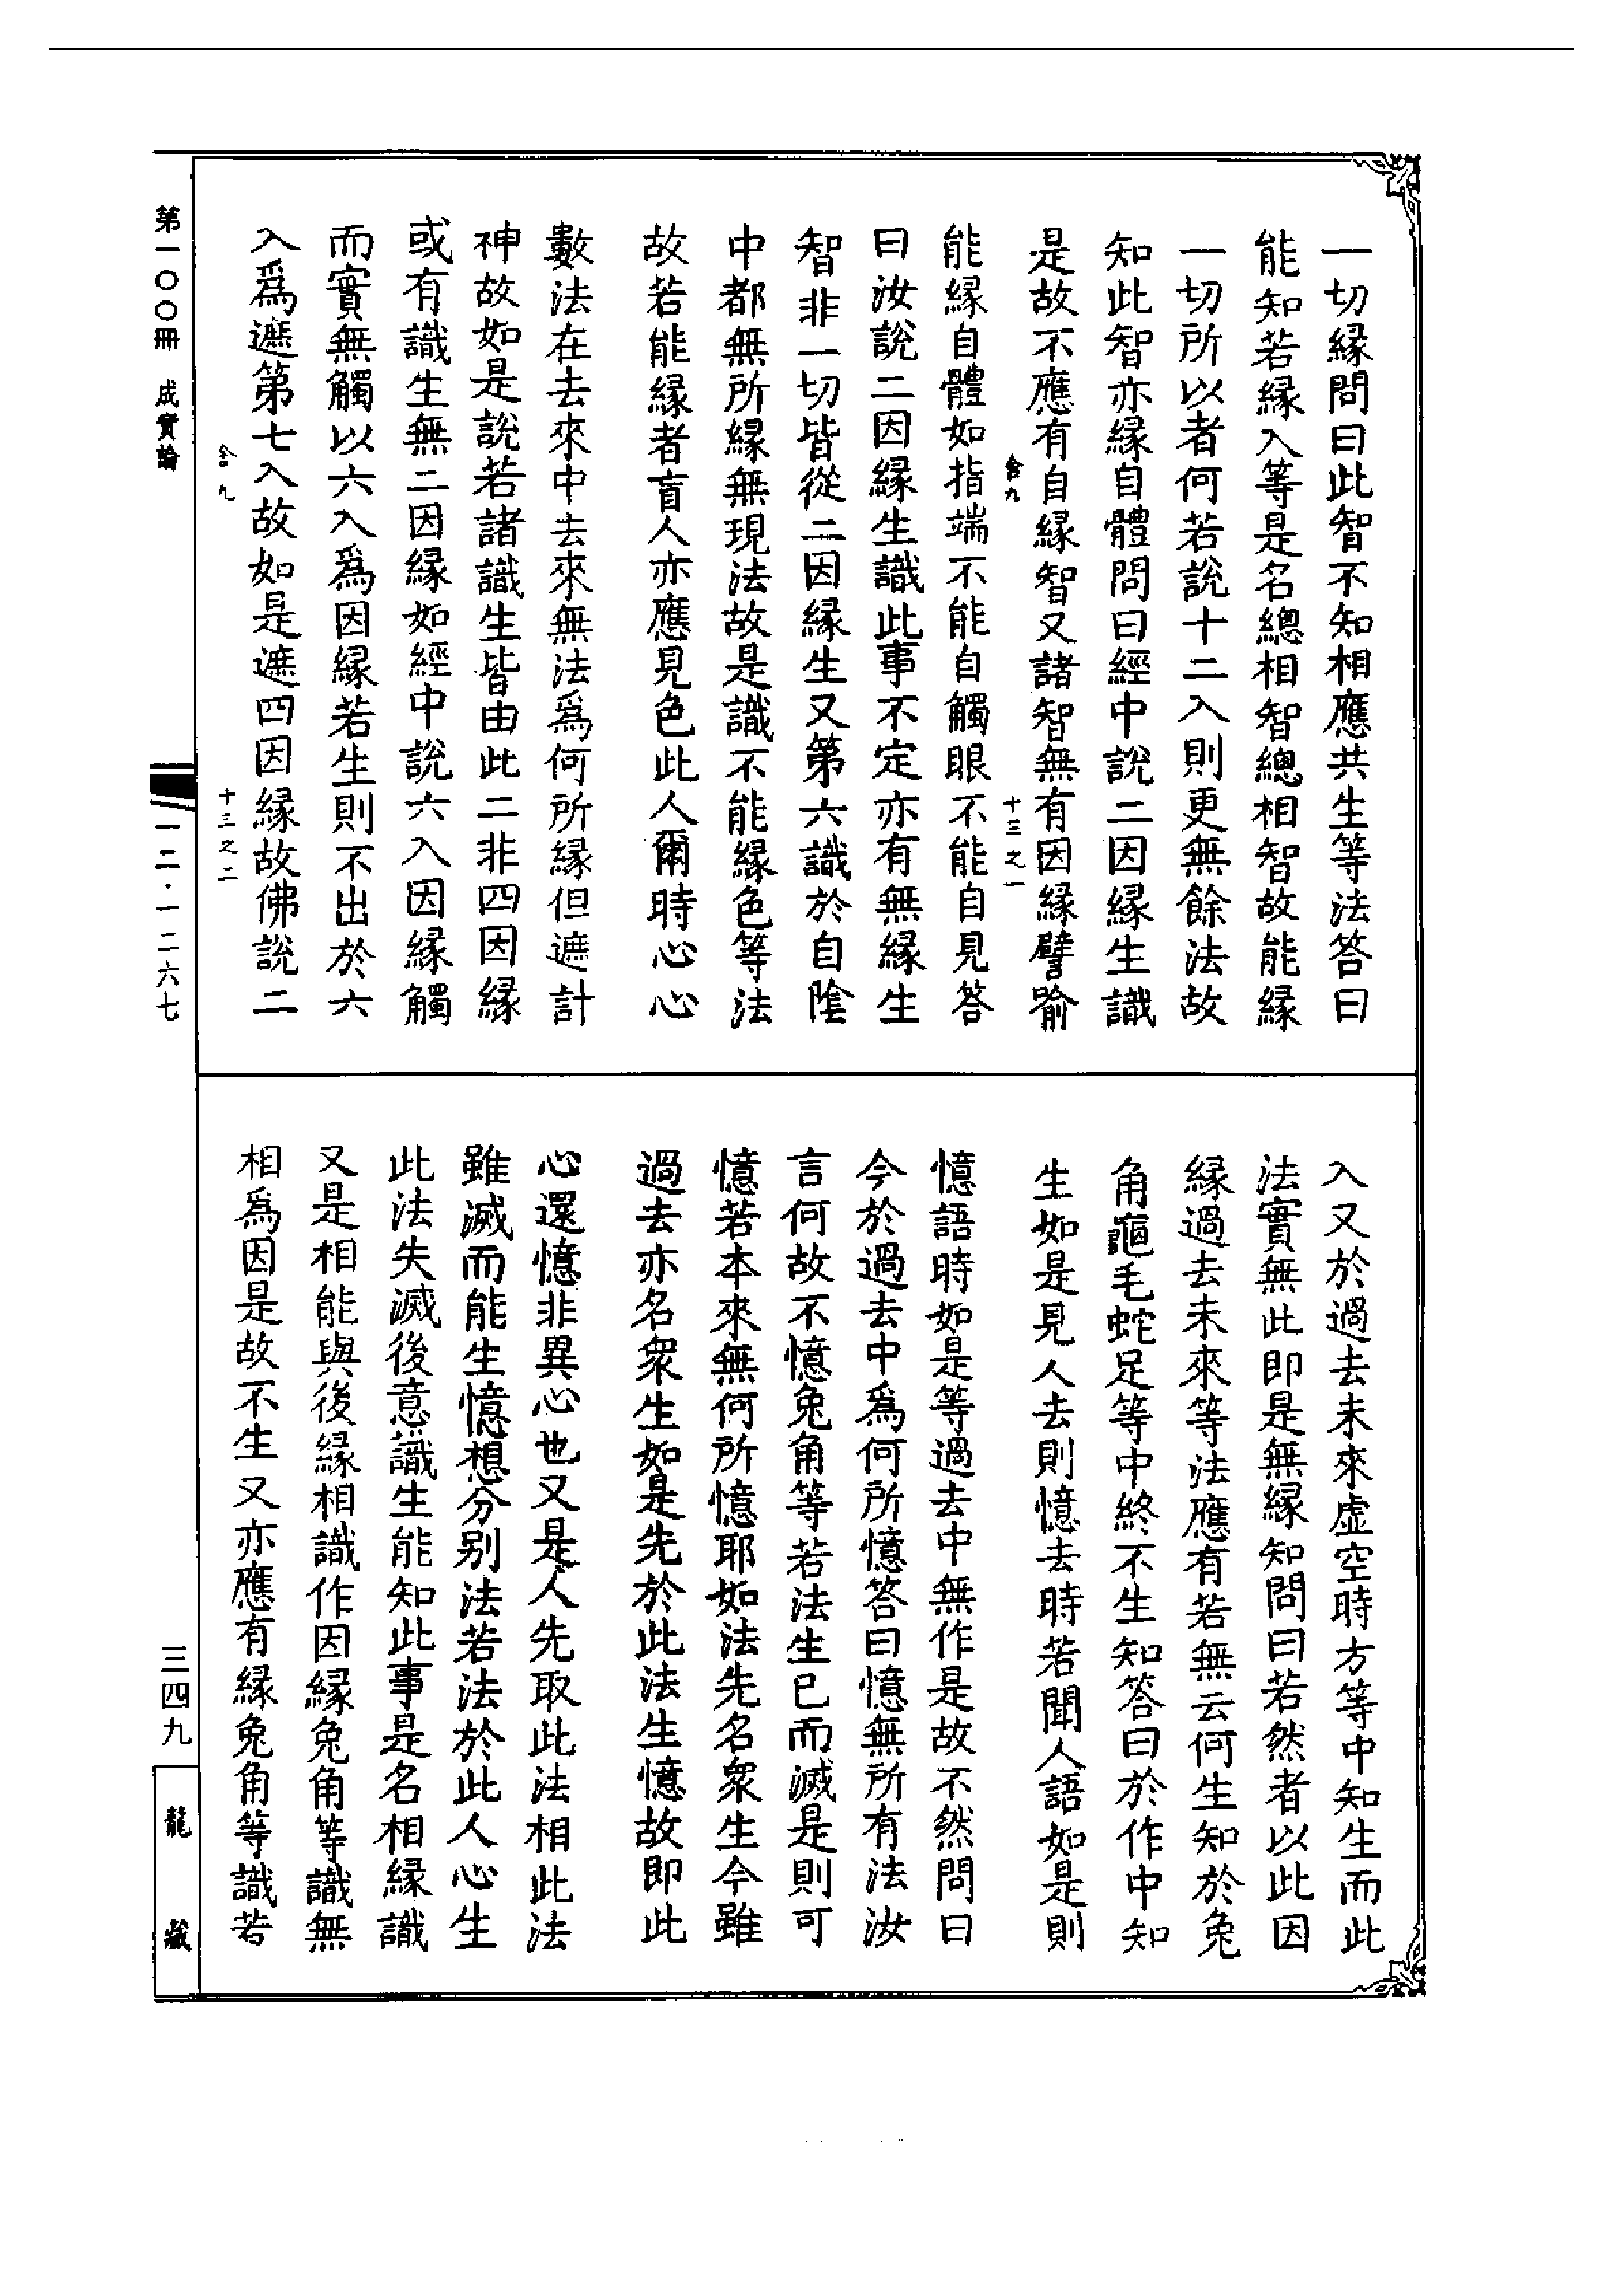 一切緣問曰此智不知相應共生等法答曰
能知若緣入等是名總相智總相智故能緣
一切所以者何若說十二入則更無餘法故
知此智亦緣自體問曰經中說二因緣生識
是故不應有自緣智又諸智無有因緣譬喻
會九
十三之一
能緣自體如指端不能自觸眼不能自見答
曰汝說二因緣生識此事不定亦有無緣生
智非一切皆從二因緣生又第六識於自陰
中都無所緣無現法故是識不能緣色等法
故若能緣者盲人亦應見色此人爾時心心
數法在去來中去來無法爲何所緣但遮計
神故如是說若諸識生皆由此二非四因緣
或有識生無二因緣如經中說六入因緣觸
而實無觸以六入爲因緣若生則不出於六
入爲遮第七入故如是遮四因緣故佛說二
會九
十三之二
入又於過去未來虛空時方等中知生而此
法實無此即是無緣知問曰若然者以此因
緣過去未來等法應有若無云何生知於兔
角龜毛蛇足等中終不生知答曰於作中知
生如是見人去則憶去時若聞人語如是則
憶語時如是等過去中無作是故不然問曰
今於過去中爲何所憶答曰憶無所有法汝
言何故不憶兔角等若法生已而滅是則可
憶若本來無何所憶耶如法先名衆生今雖
過去亦名衆生如是先於此法生憶故即此
心還憶非異心也又是人先取此法相此法
雖滅而能生憶想分别法若法於此人心生
此法失滅後意識生能知此事是名相緣識
又是相能與後緣相識作因緣兔角等識無
相爲因是故不生又亦應有緣兔角等識若
第一〇〇冊 成實論
一二·一二六七
三四九
龍藏